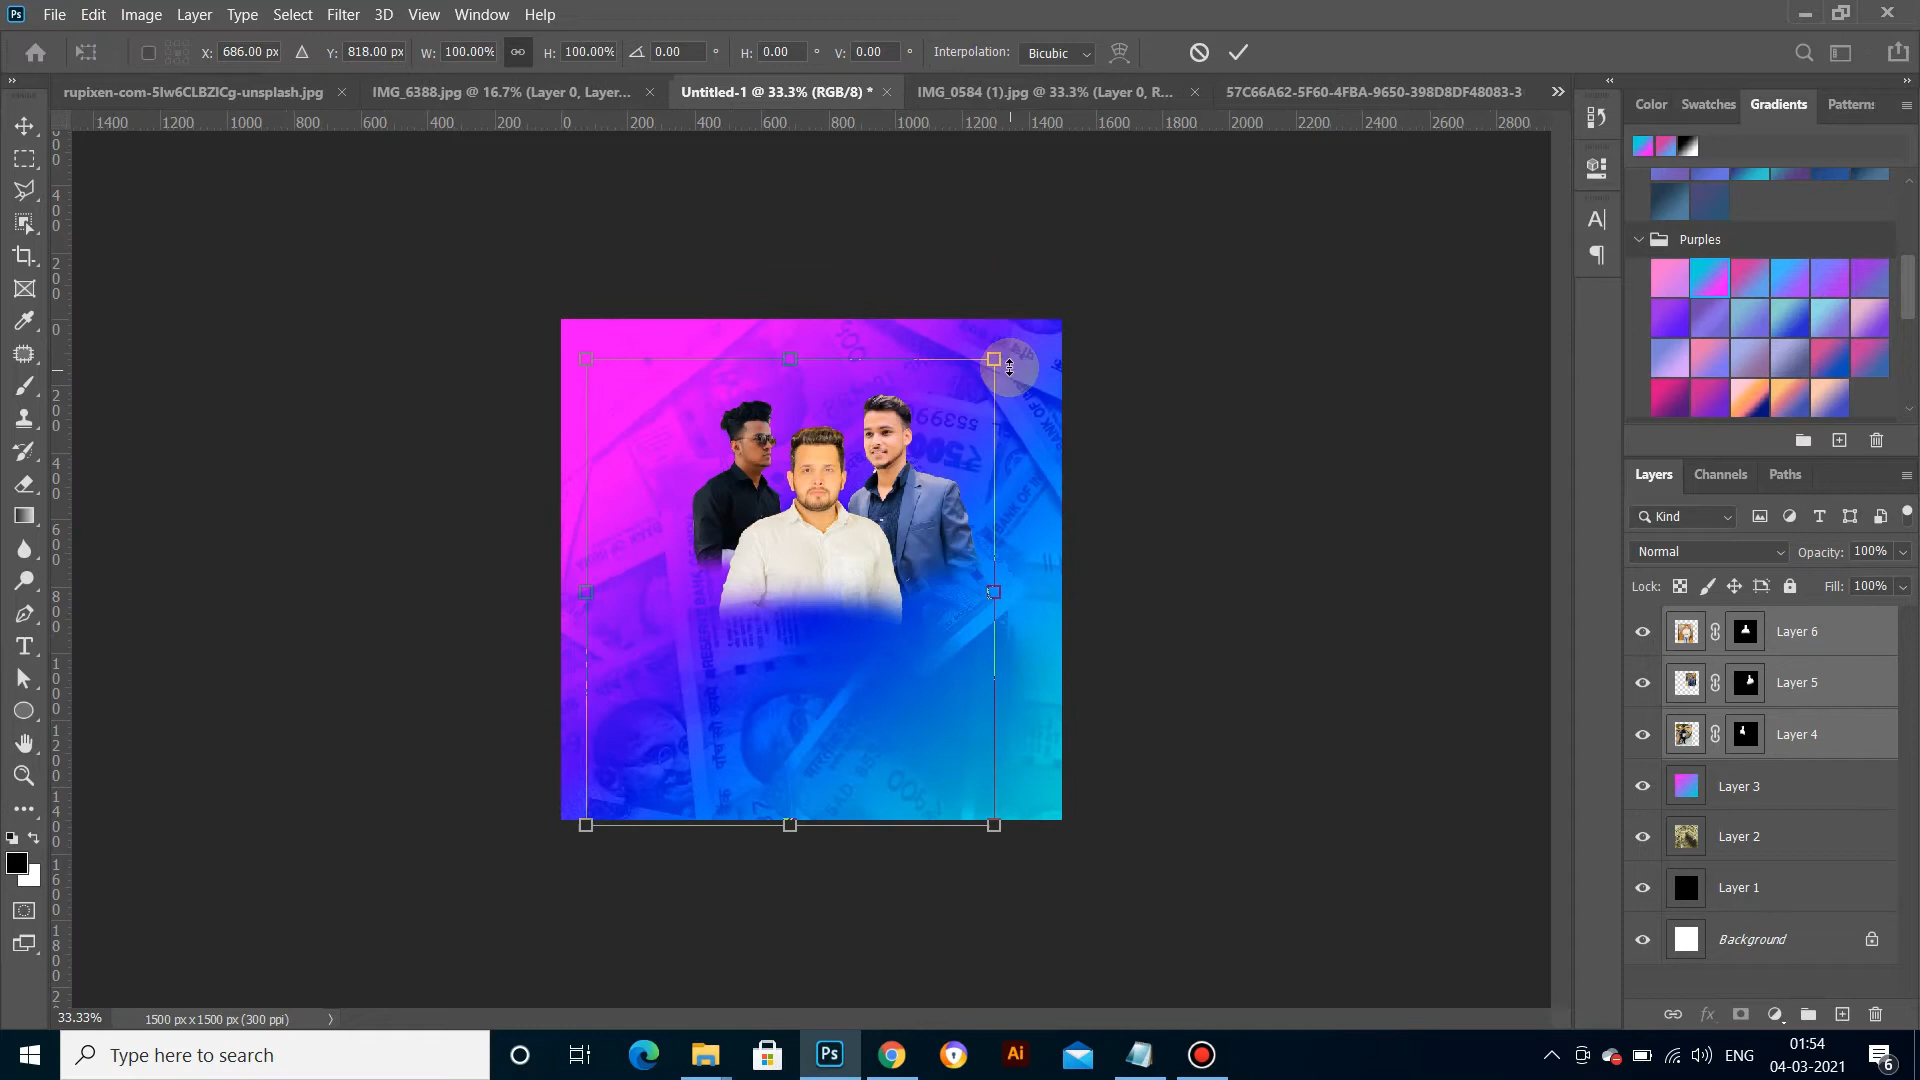 Ps File Edit Image Layer Type Select Filter 3D View Window Help
X: 686.00 px Y: 818.00 px W: 100.00% H: 100.00% 0.00 ° H: 0.00 ° V: 0.00 ° Interpolation: Bicubic
rupixen-com-5lw6CLBZICg-unsplash.jpg IMG_6388.jpg @ 16.7% (Layer 0, Layer... Untitled-1 @ 33.3% (RGB/8) * IMG_0584 (1).jpg @ 33.3% (Layer 0, R... 57C66A62-5F60-4FBA-9650-398D8DF48083-3
Color Swatches Gradients Patterns
1400 1200 1000 800 600 400 200 0 200 400 600 800 1000 1200 1400 1600 1800 2000 2200 2400 2600 2800
Purples
Layers Channels Paths
Kind
Normal Opacity: 100%
Lock: Fill: 100%
Layer 6
Layer 5
Layer 4
Layer 3
Layer 2
Layer 1
Background
33.33% 1500 px x 1500 px (300 ppi)
Type here to search
Ps
Ai
ENG
01:54
04-03-2021
6